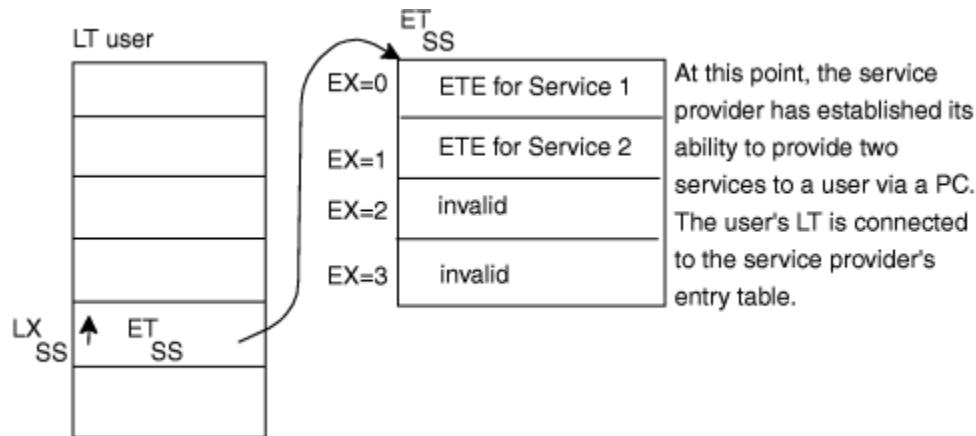 LT user
LX
SS
ET
SS
ET
SS
EX=0
ETE for Service 1
EX=1
ETE for Service 2
EX=2
invalid
EX=3
invalid
At this point, the service
provider has established its
ability to provide two
services to a user via a PC.
The user's LT is connected
to the service provider's
entry table.